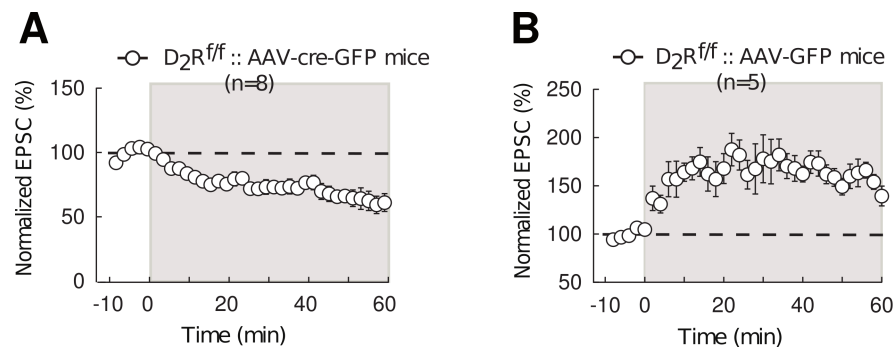 A
D2Rf/f :: AAV-cre-GFP mice
(n=8)
Normalized EPSC (%)
150
100
50
0
-10 0 20 40 60
Time (min)
B
D2Rf/f :: AAV-GFP mice
(n=5)
Normalized EPSC (%)
250
200
150
100
50
-10 0 20 40 60
Time (min)